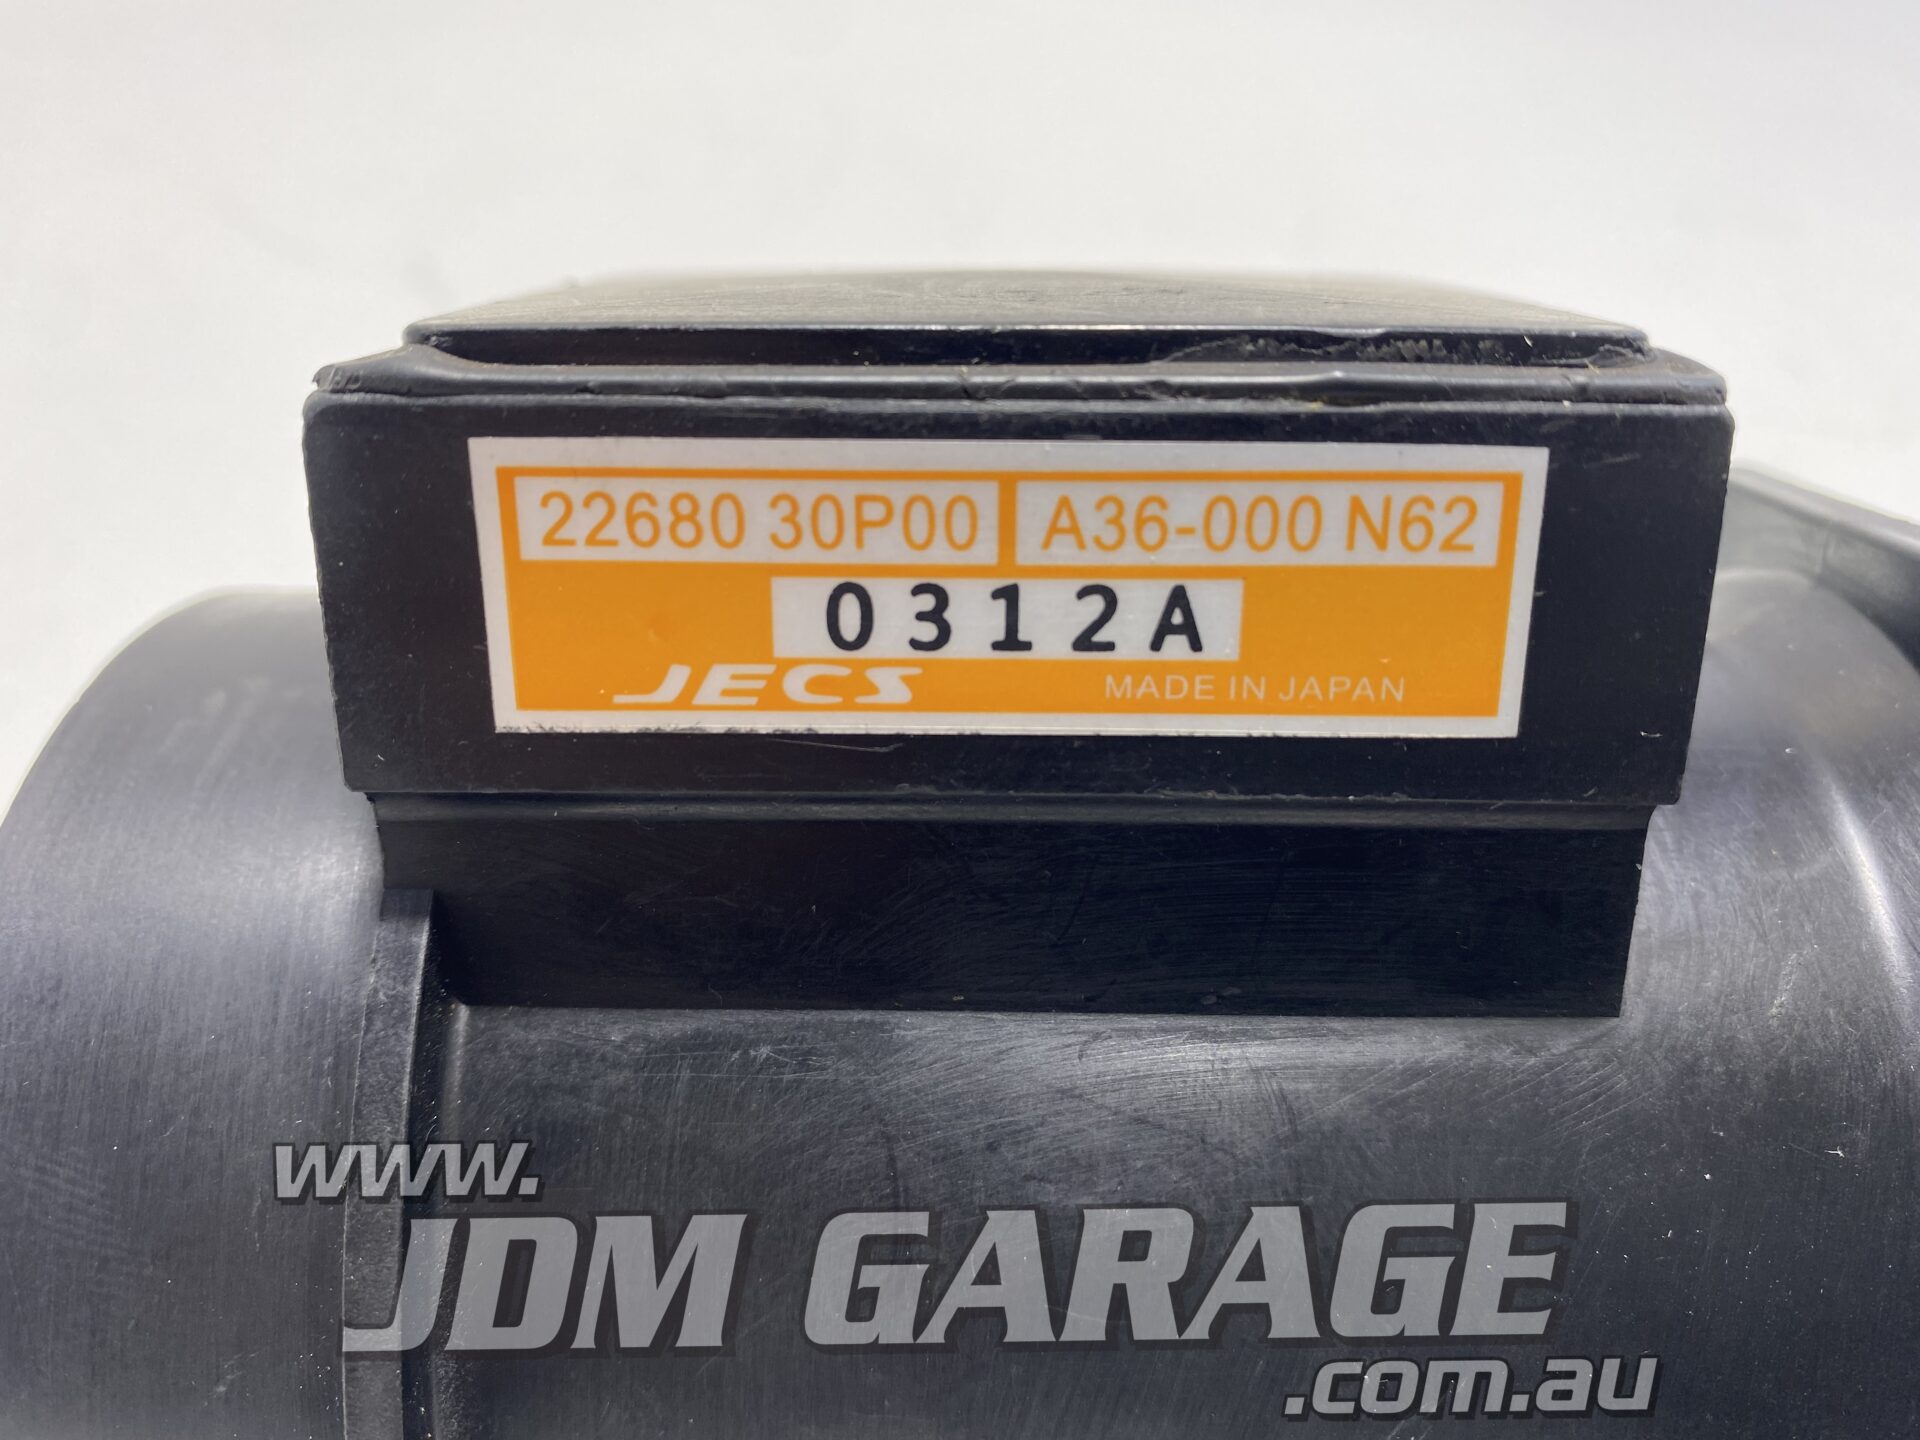 22680 30P00 A36-000 N62
0312A
JECS MADE IN JAPAN
www.
JDM GARAGE
.com.au